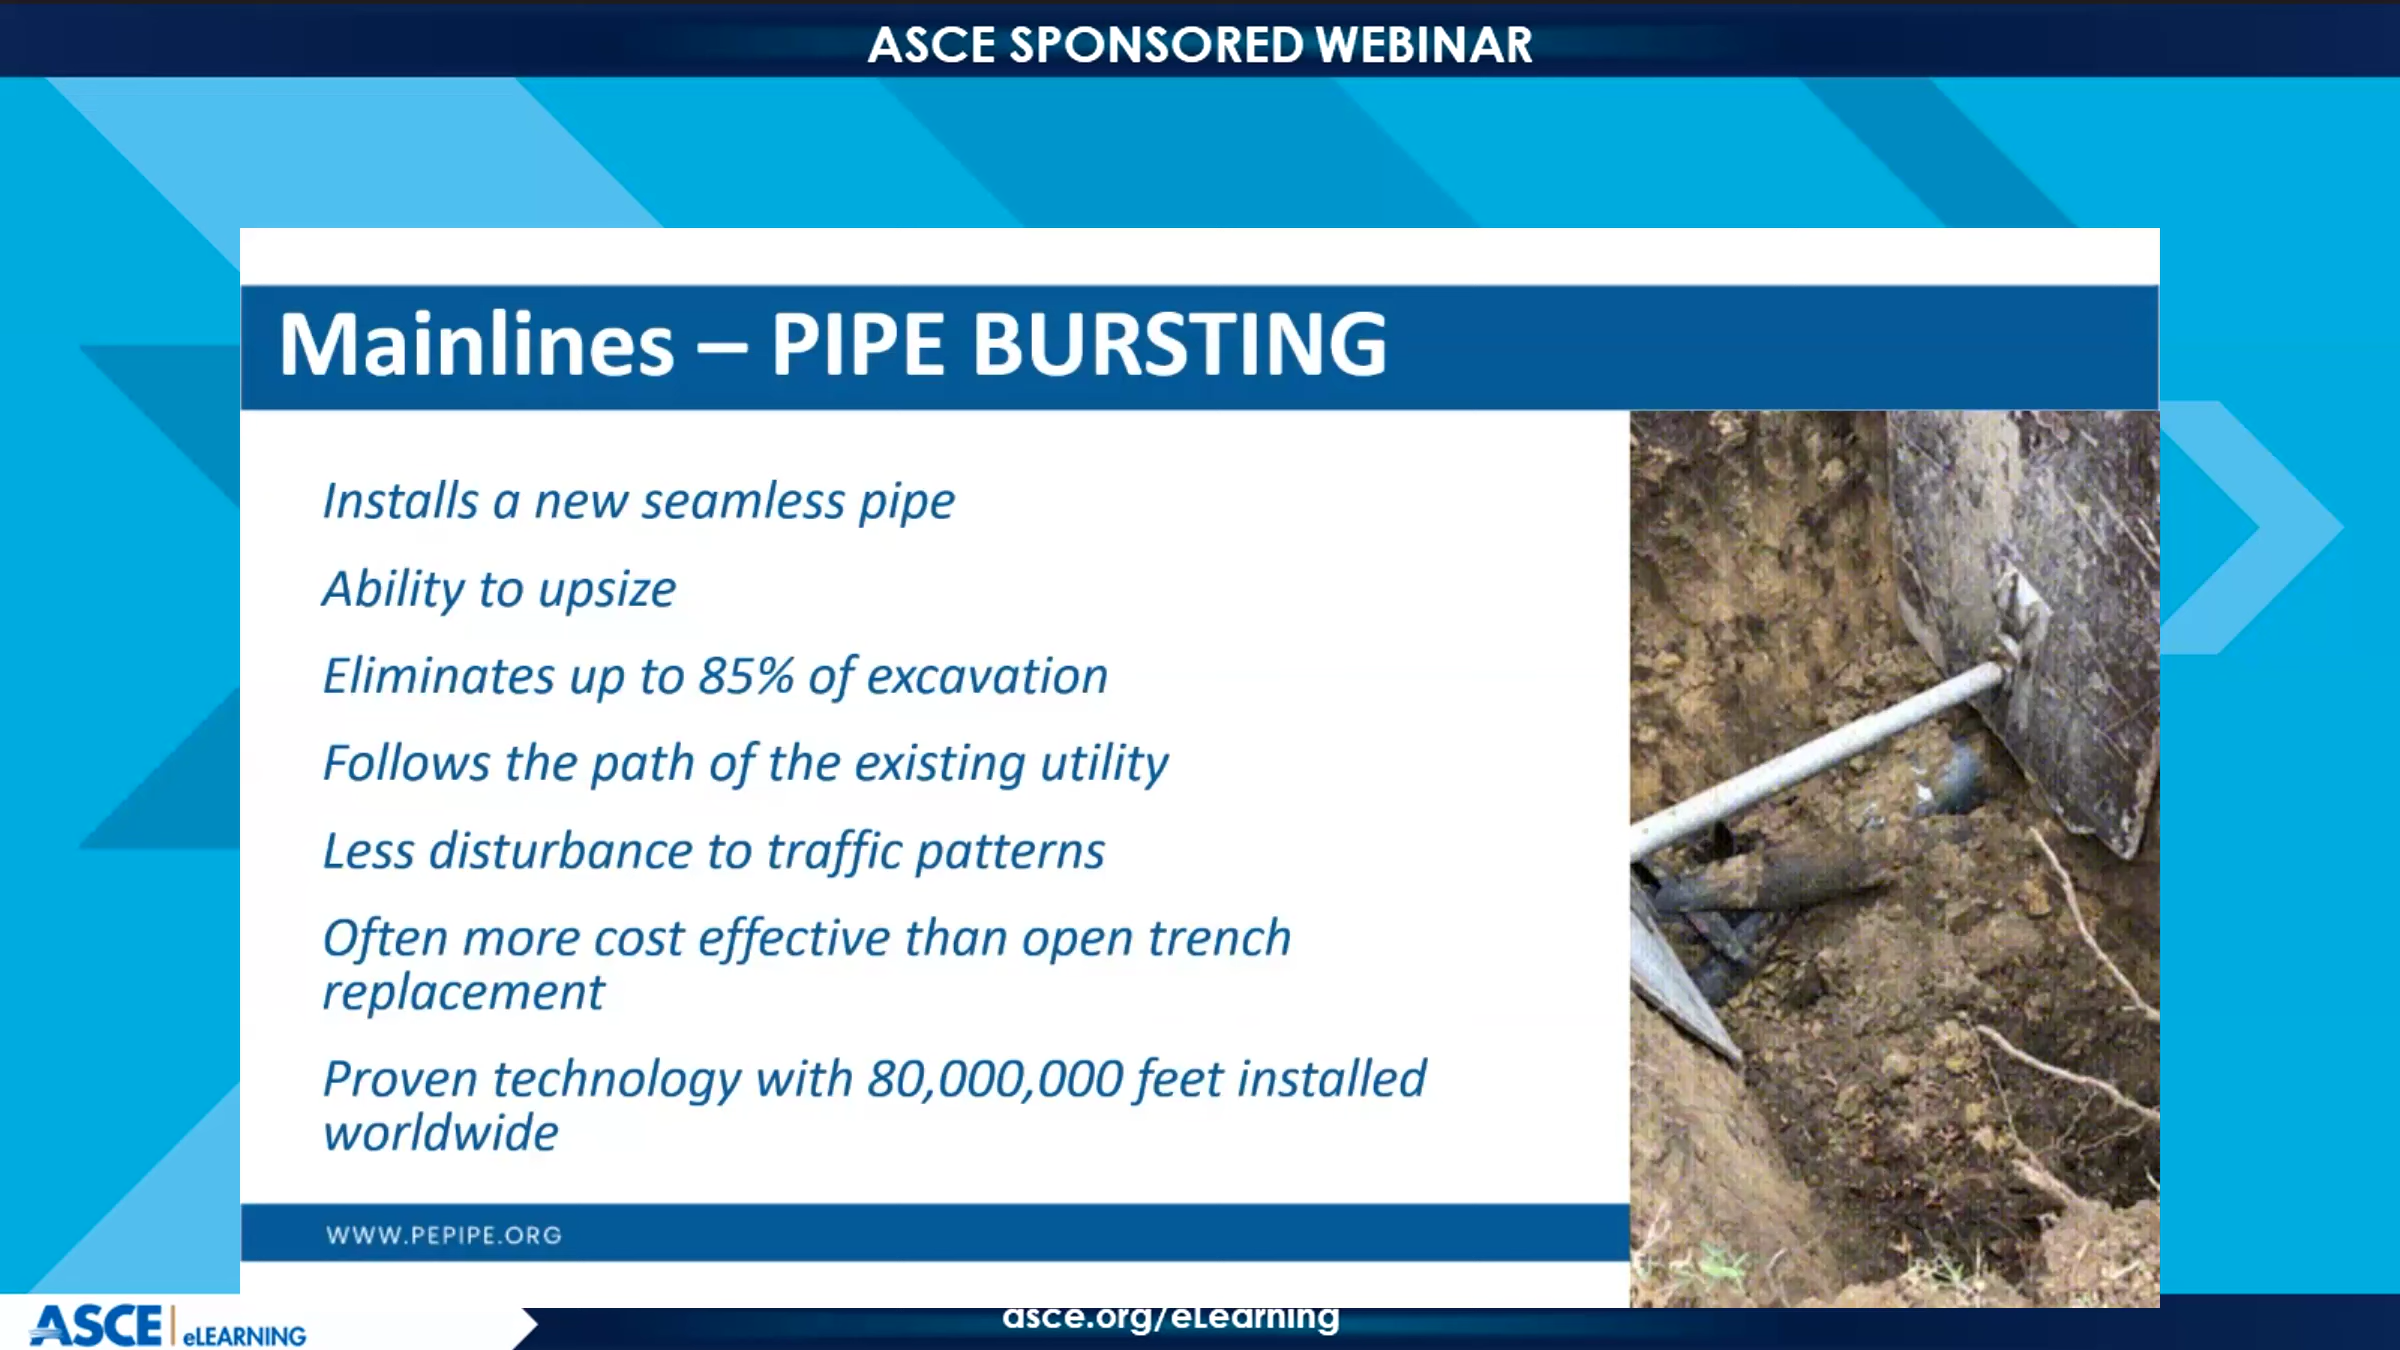 ASCE SPONSORED WEBINAR
Mainlines – PIPE BURSTING
Installs a new seamless pipe
Ability to upsize
Eliminates up to 85% of excavation
Follows the path of the existing utility
Less disturbance to traffic patterns
Often more cost effective than open trench
replacement
Proven technology with 80,000,000 feet installed
worldwide
WWW.PEPIPE.ORG
ASCE eLEARNING
asce.org/eLearning